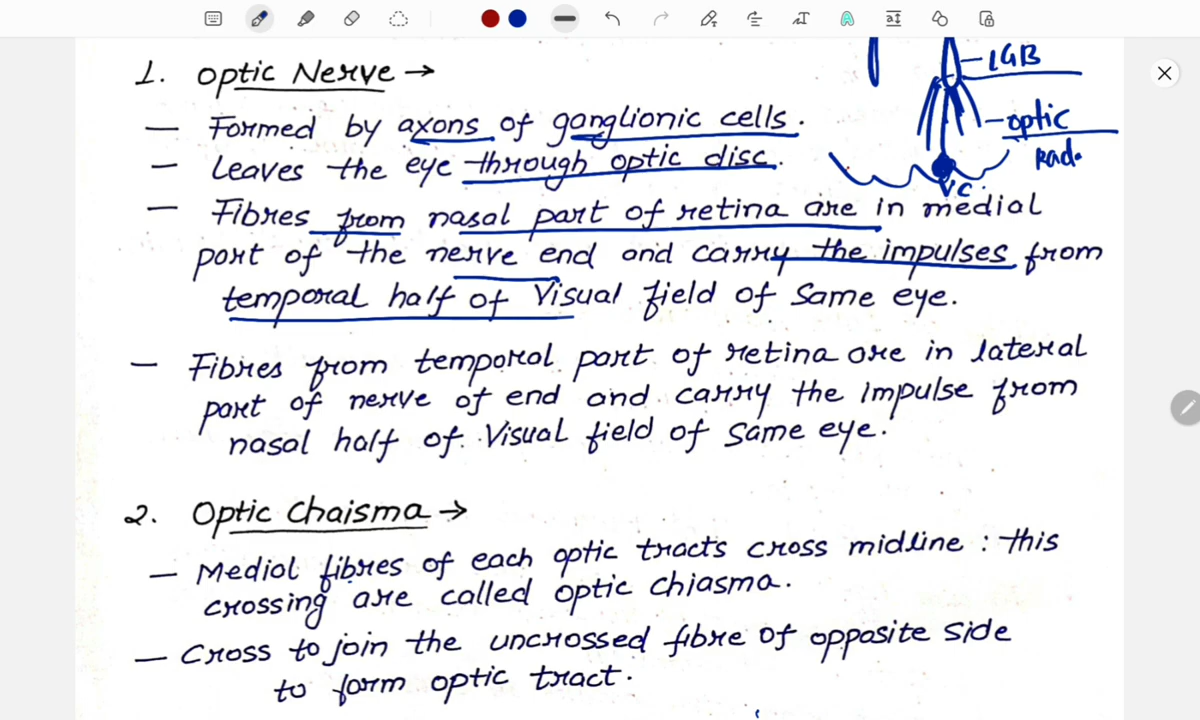 1. Optic Nerve →
— Formed by axons of ganglionic cells.
— Leaves the eye through optic disc.
— Fibres from nasal part of retina are in medial
part of the nerve end and carry the impulses from
temporal half of Visual field of Same eye.
— Fibres from temporal part of retina are in lateral
part of nerve of end and carry the impulse from
nasal half of Visual field of Same eye.
2. Optic Chaisma →
— Medial fibres of each optic tracts cross midline : this
crossing are called optic chiasma.
— Cross to join the uncrossed fibre of opposite side
to form optic tract.
LGB
optic
Rad.
VC.